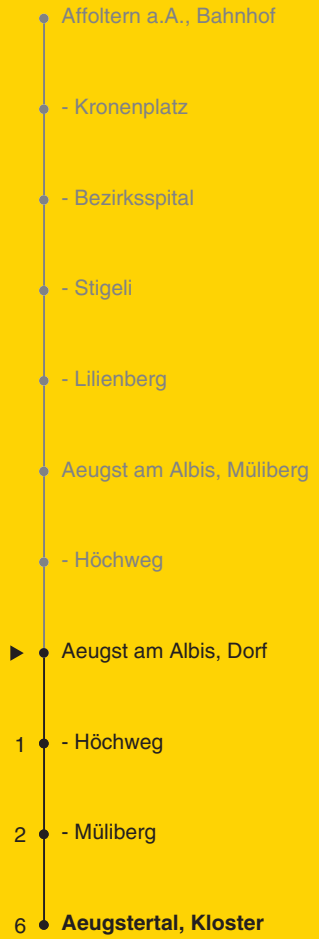 Affoltern a.A., Bahnhof
- Kronenplatz
- Bezirksspital
- Stigeli
- Lilienberg
Aeugst am Albis, Müliberg
- Höchweg
Aeugst am Albis, Dorf
1 - Höchweg
2 - Müliberg
6 Aeugstertal, Kloster